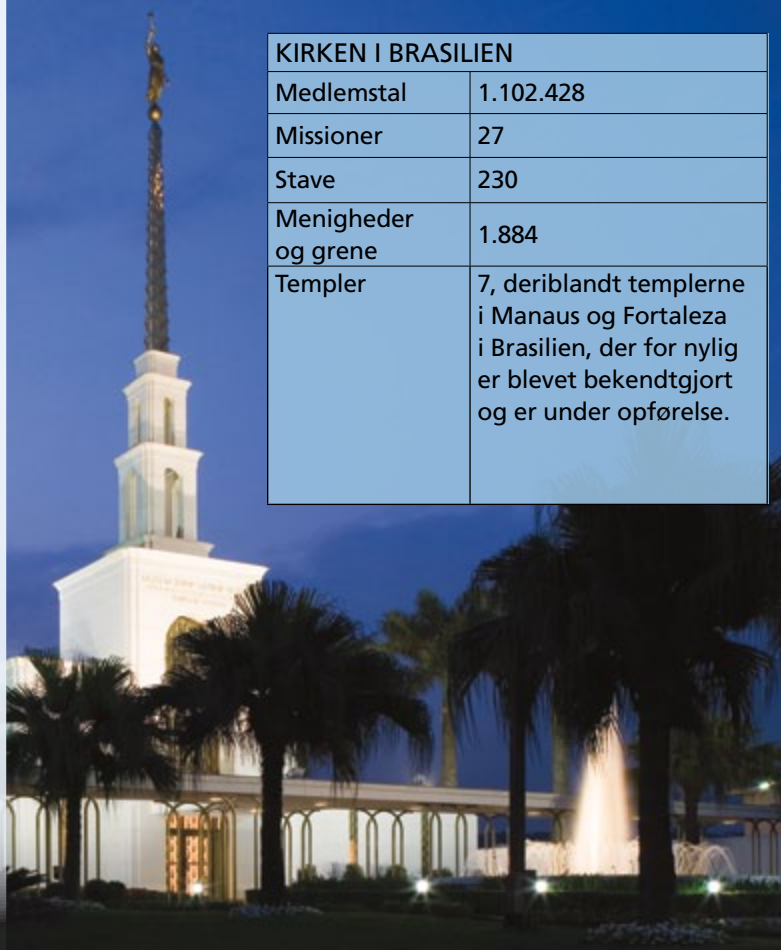 KIRKEN I BRASILIEN
Medlemstal 1.102.428
Missioner 27
Stave 230
Menigheder
og grene 1.884
Templer 7, deriblandt templerne
i Manaus og Fortaleza
i Brasilien, der for nylig
er blevet bekendtgjort
og er under opførelse.